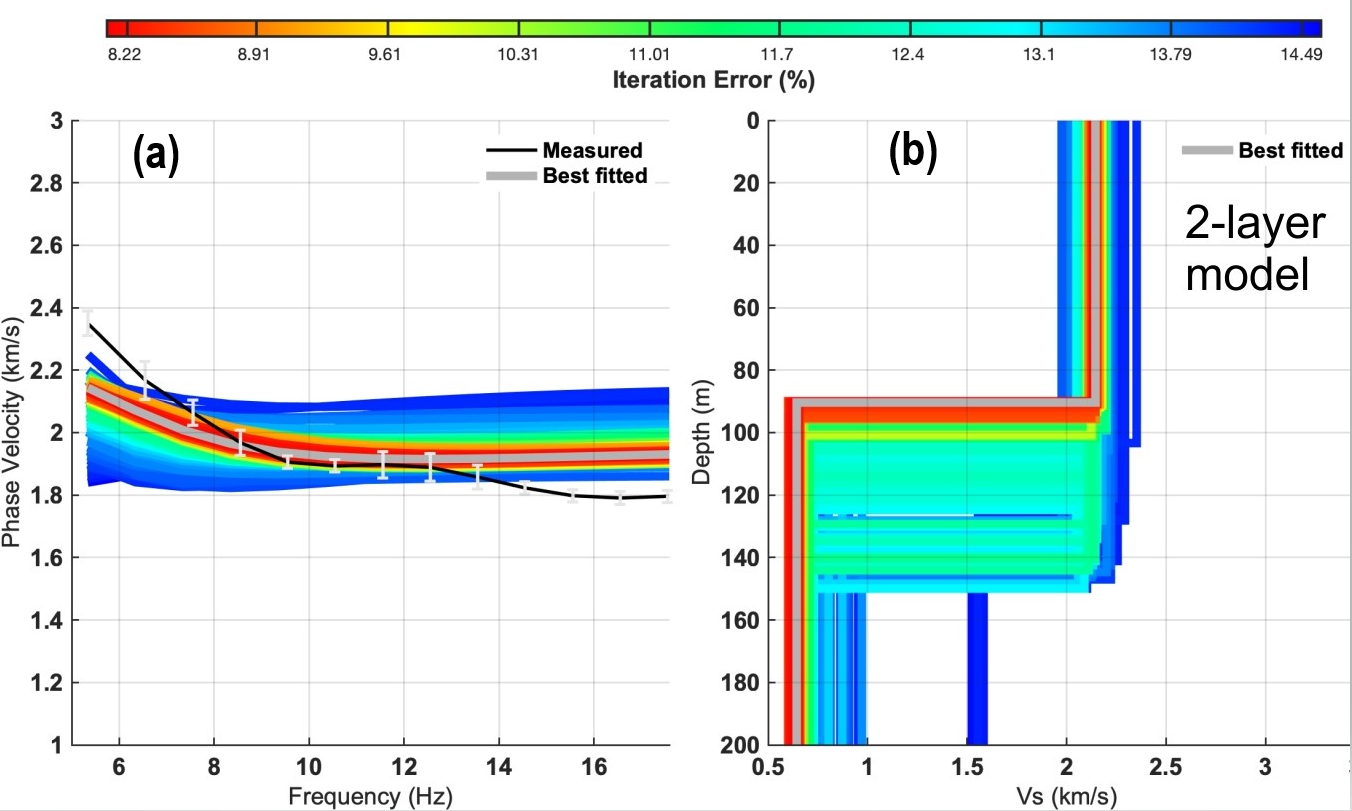 8.22 8.91 9.61 10.31 11.01 11.7 12.4 13.1 13.79 14.49
Iteration Error (%)
(a)
Measured
Best fitted
3
2.8
2.6
2.4
2.2
2
1.8
1.6
1.4
1.2
1
Phase Velocity (km/s)
6 8 10 12 14 16
Frequency (Hz)
(b)
Best fitted
2-layer
model
0
20
40
60
80
100
120
140
160
180
200
Depth (m)
0.5 1 1.5 2 2.5 3
Vs (km/s)